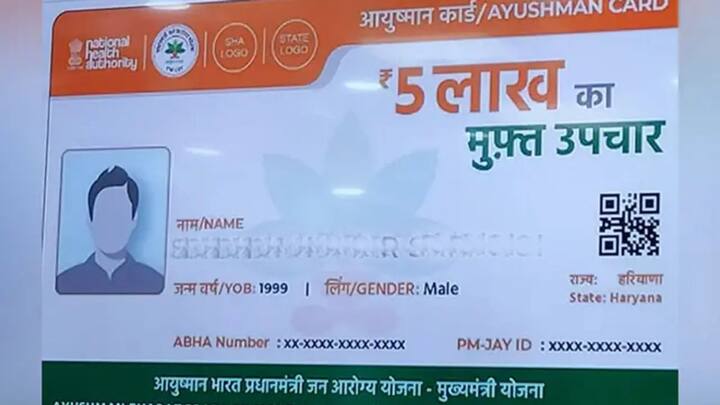 आयुष्मान कार्ड/AYUSHMAN CARD
national
health
authority
PM-JAY
SHA
LOGO
STATE
LOGO
₹5 लाख का
मुफ़्त उपचार
नाम/NAME
जन्म वर्ष/YOB: 1999 | लिंग/GENDER: Male
राज्य: हरियाणा
State: Haryana
ABHA Number : xx-xxxx-xxxx-xxxx
PM-JAY ID : xxxx-xxxx-xxxx
आयुष्मान भारत प्रधानमंत्री जन आरोग्य योजना - मुख्यमंत्री योजना